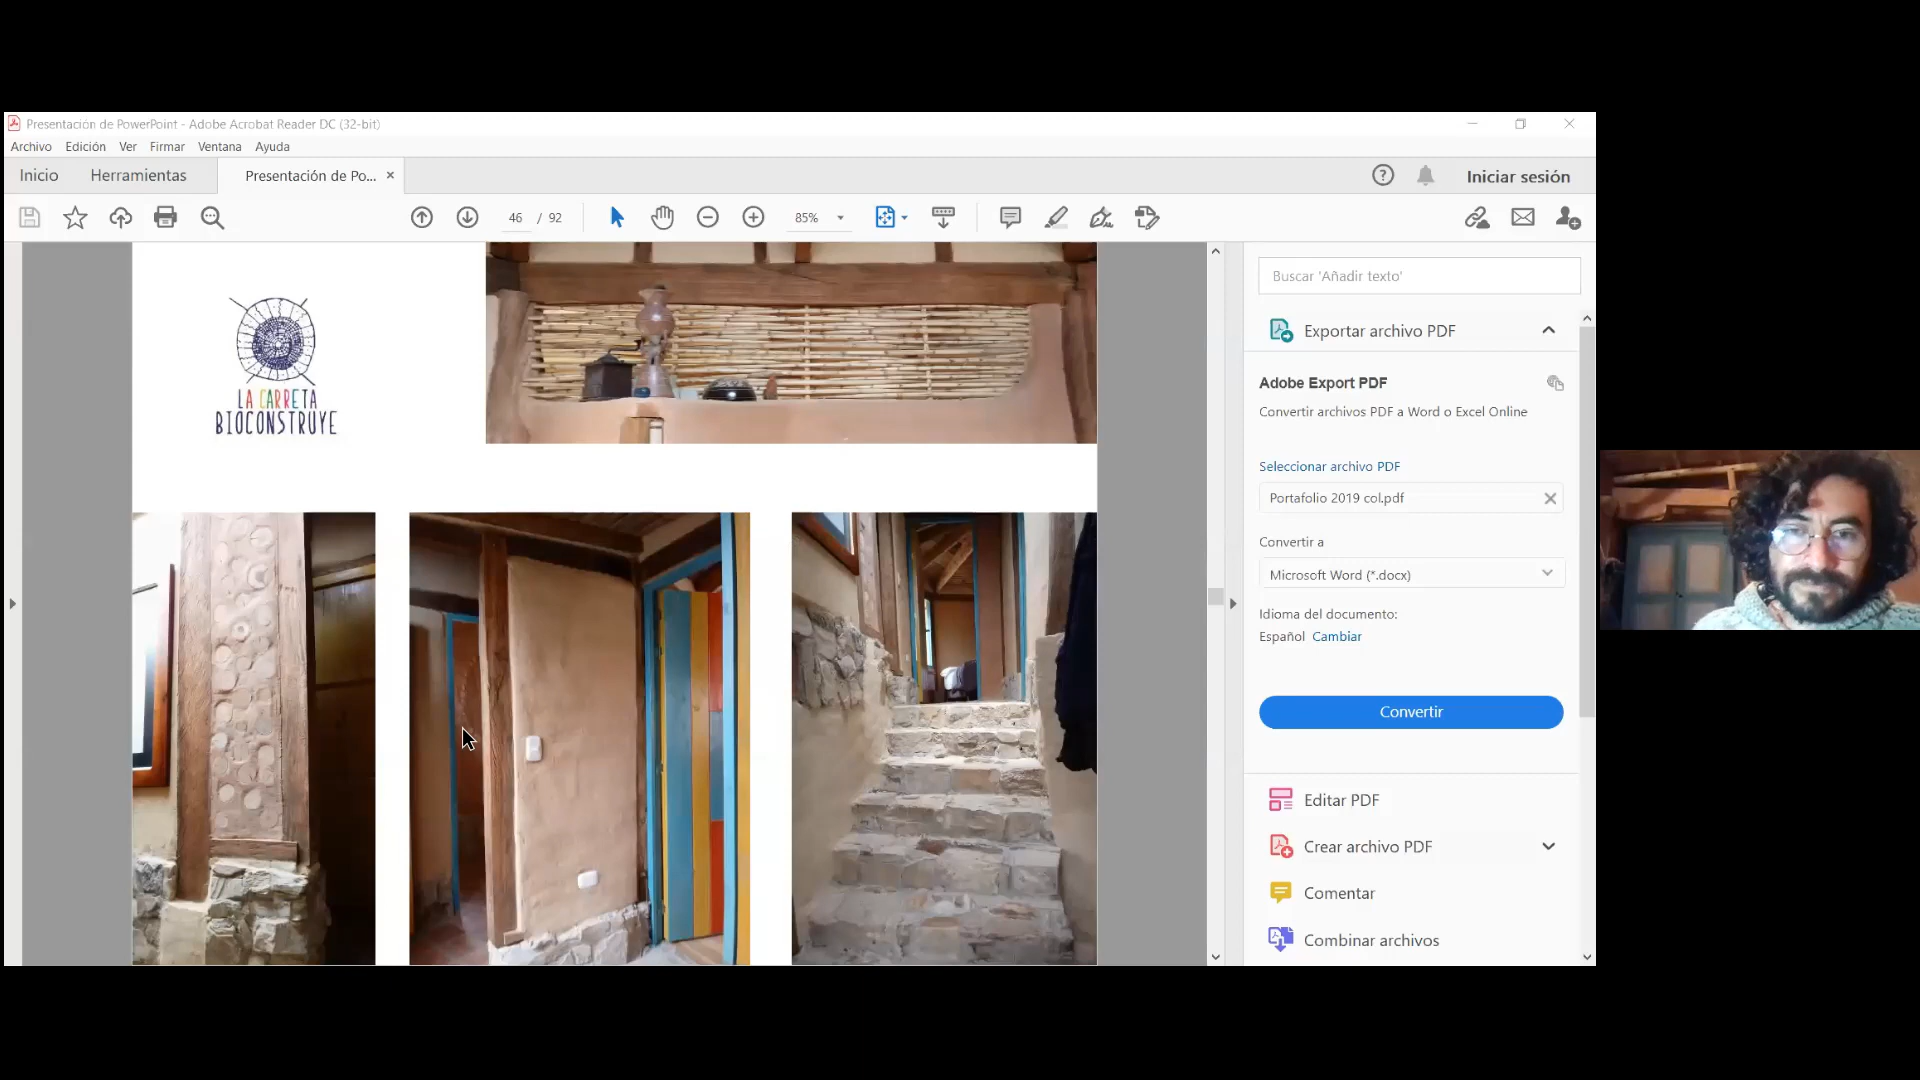 Presentación de PowerPoint - Adobe Acrobat Reader DC (32-bit)
Archivo Edición Ver Firmar Ventana Ayuda
Inicio Herramientas Presentación de Po... Iniciar sesión
46 / 92 85%
LA CARRETA
BIOCONSTRUYE
Buscar 'Añadir texto'
Exportar archivo PDF
Adobe Export PDF
Convertir archivos PDF a Word o Excel Online
Seleccionar archivo PDF
Portafolio 2019 col.pdf
Convertir a
Microsoft Word (*.docx)
Idioma del documento:
Español Cambiar
Convertir
Editar PDF
Crear archivo PDF
Comentar
Combinar archivos